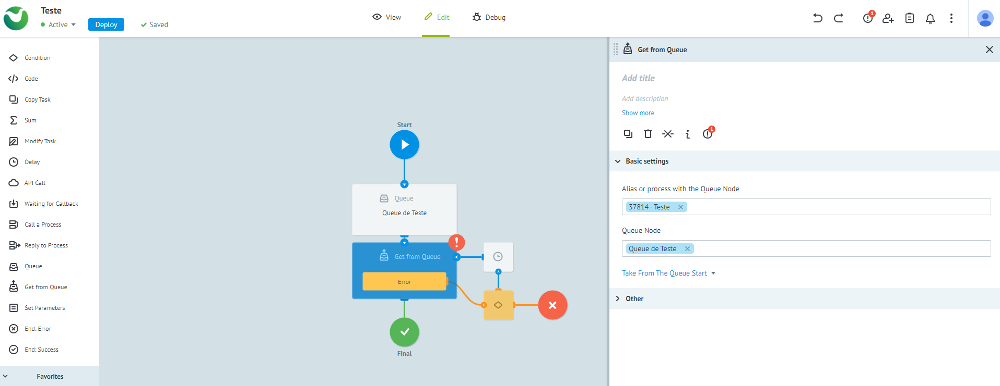 Teste
Active
Deploy
Saved
View
Edit
Debug
1
Condition
Code
Copy Task
Sum
Modify Task
Delay
API Call
Waiting for Callback
Call a Process
Reply to Process
Queue
Get from Queue
Set Parameters
End: Error
End: Success
Favorites
Start
Queue
Queue de Teste
!
Get from Queue
Error
Final
Get from Queue
Add title
Add description
Show more
1
Basic settings
Alias or process with the Queue Node
37814 - Teste
Queue Node
Queue de Teste
Take From The Queue Start
Other